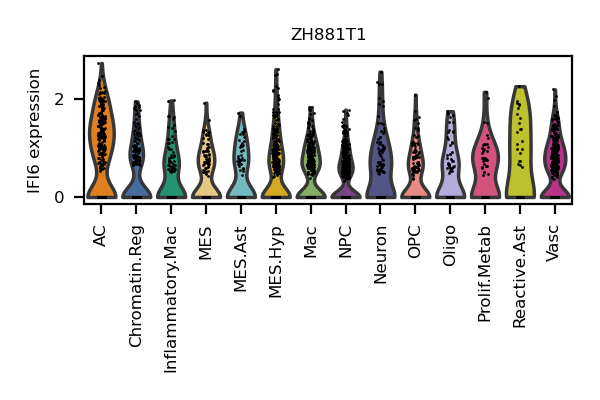 ZH881T1
IFI6 expression
2
0
AC
Chromatin.Reg
Inflammatory.Mac
MES
MES.Ast
MES.Hyp
Mac
NPC
Neuron
OPC
Oligo
Prolif.Metab
Reactive.Ast
Vasc